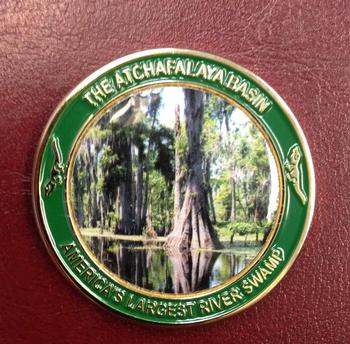 THE ATCHAFALAYA BASIN
AMERICA'S LARGEST RIVER SWAMP